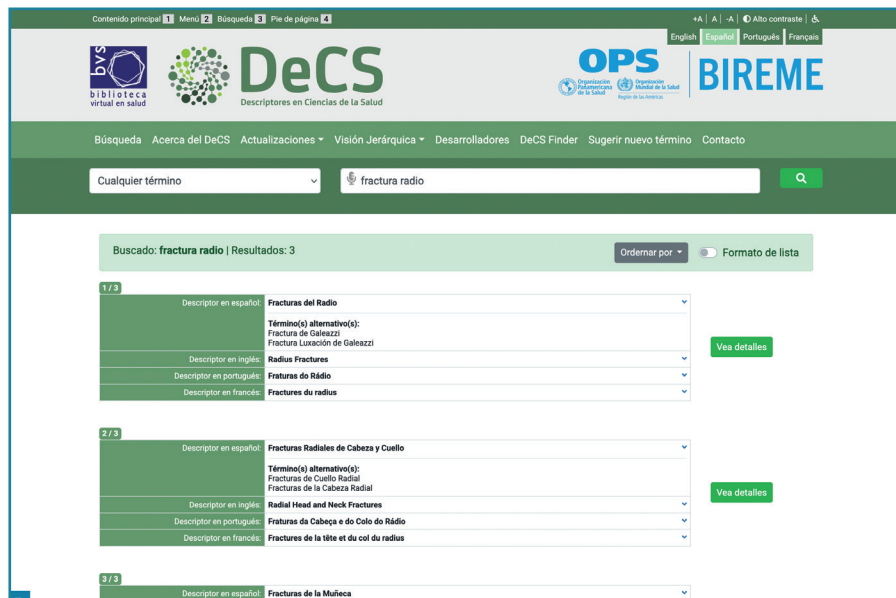 Contenido principal 1 Menú 2 Búsqueda 3 Pie de página 4
+A | A | -A | Alto contraste |
English Español Português Français
bvs
biblioteca
virtual en salud
DeCS
Descriptores en Ciencias de la Salud
OPS
Organización
Panamericana
de la Salud
Organización
Mundial de la Salud
Región de las Américas
BIREME
Búsqueda Acerca del DeCS Actualizaciones Visión Jerárquica Desarrolladores DeCS Finder Sugerir nuevo término Contacto
Cualquier término
fractura radio
Buscado: fractura radio | Resultados: 3
Ordernar por
Formato de lista
1 / 3
Descriptor en español: Fracturas del Radio
Término(s) alternativo(s):
Fractura de Galeazzi
Fractura Luxación de Galeazzi
Vea detalles
Descriptor en inglés: Radius Fractures
Descriptor en portugués: Fraturas do Rádio
Descriptor en francés: Fractures du radius
2 / 3
Descriptor en español: Fracturas Radiales de Cabeza y Cuello
Término(s) alternativo(s):
Fracturas de Cuello Radial
Fracturas de la Cabeza Radial
Vea detalles
Descriptor en inglés: Radial Head and Neck Fractures
Descriptor en portugués: Fraturas da Cabeça e do Colo do Rádio
Descriptor en francés: Fractures de la tête et du col du radius
3 / 3
Descriptor en español: Fracturas de la Muñeca